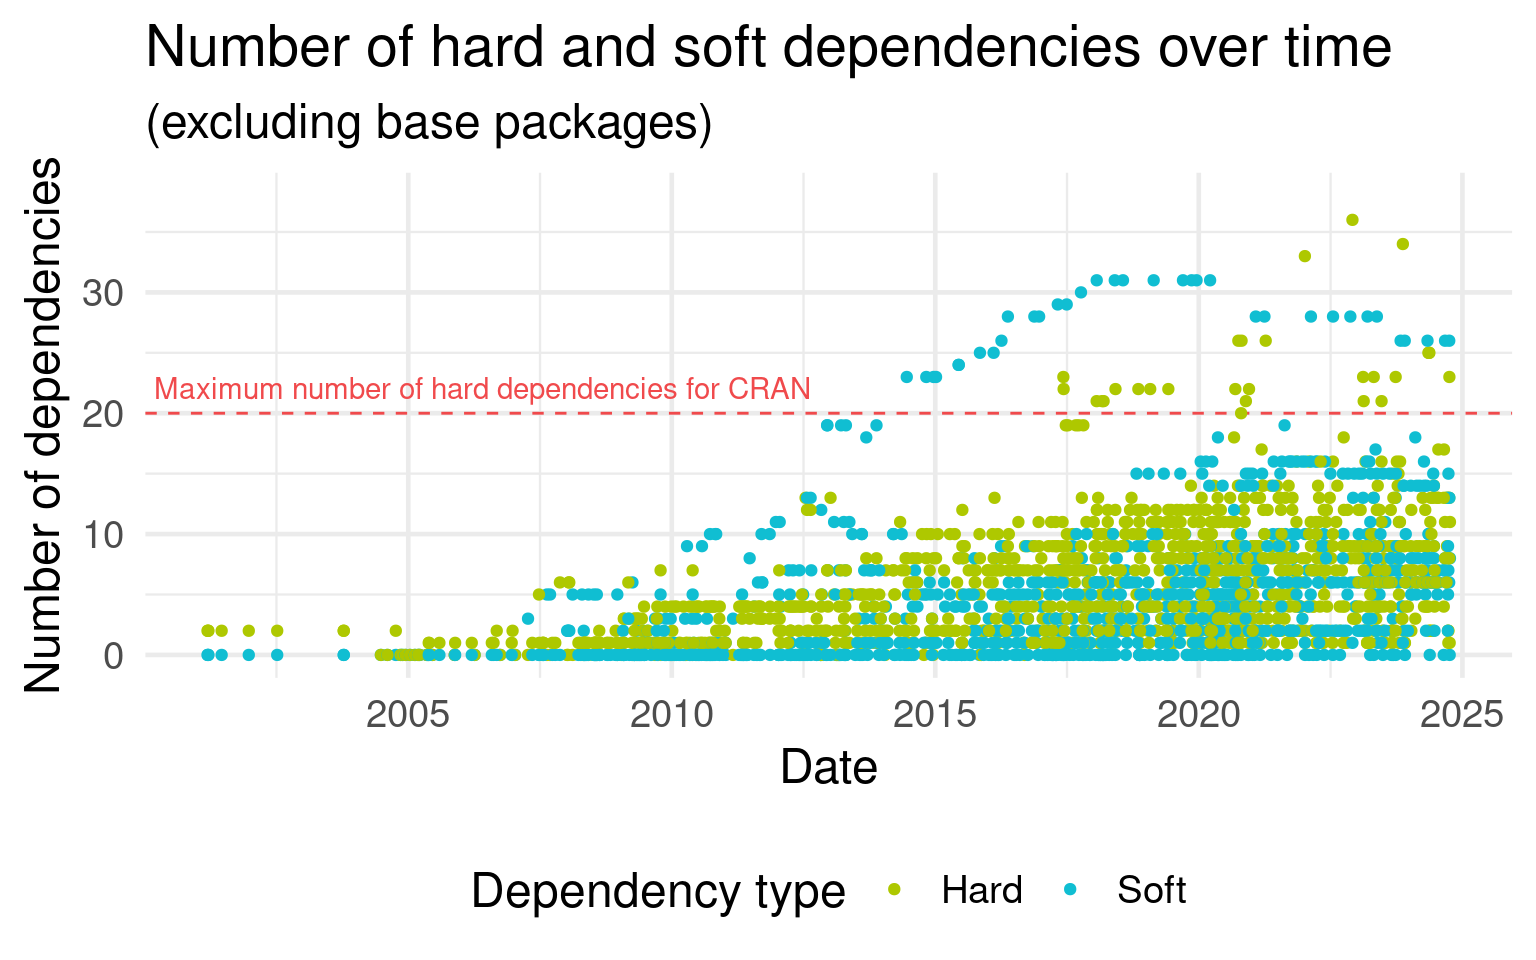 Number of hard and soft dependencies over time
(excluding base packages)
Number of dependencies
30
20
10
0
Maximum number of hard dependencies for CRAN
2005 2010 2015 2020 2025
Date
Dependency type Hard Soft